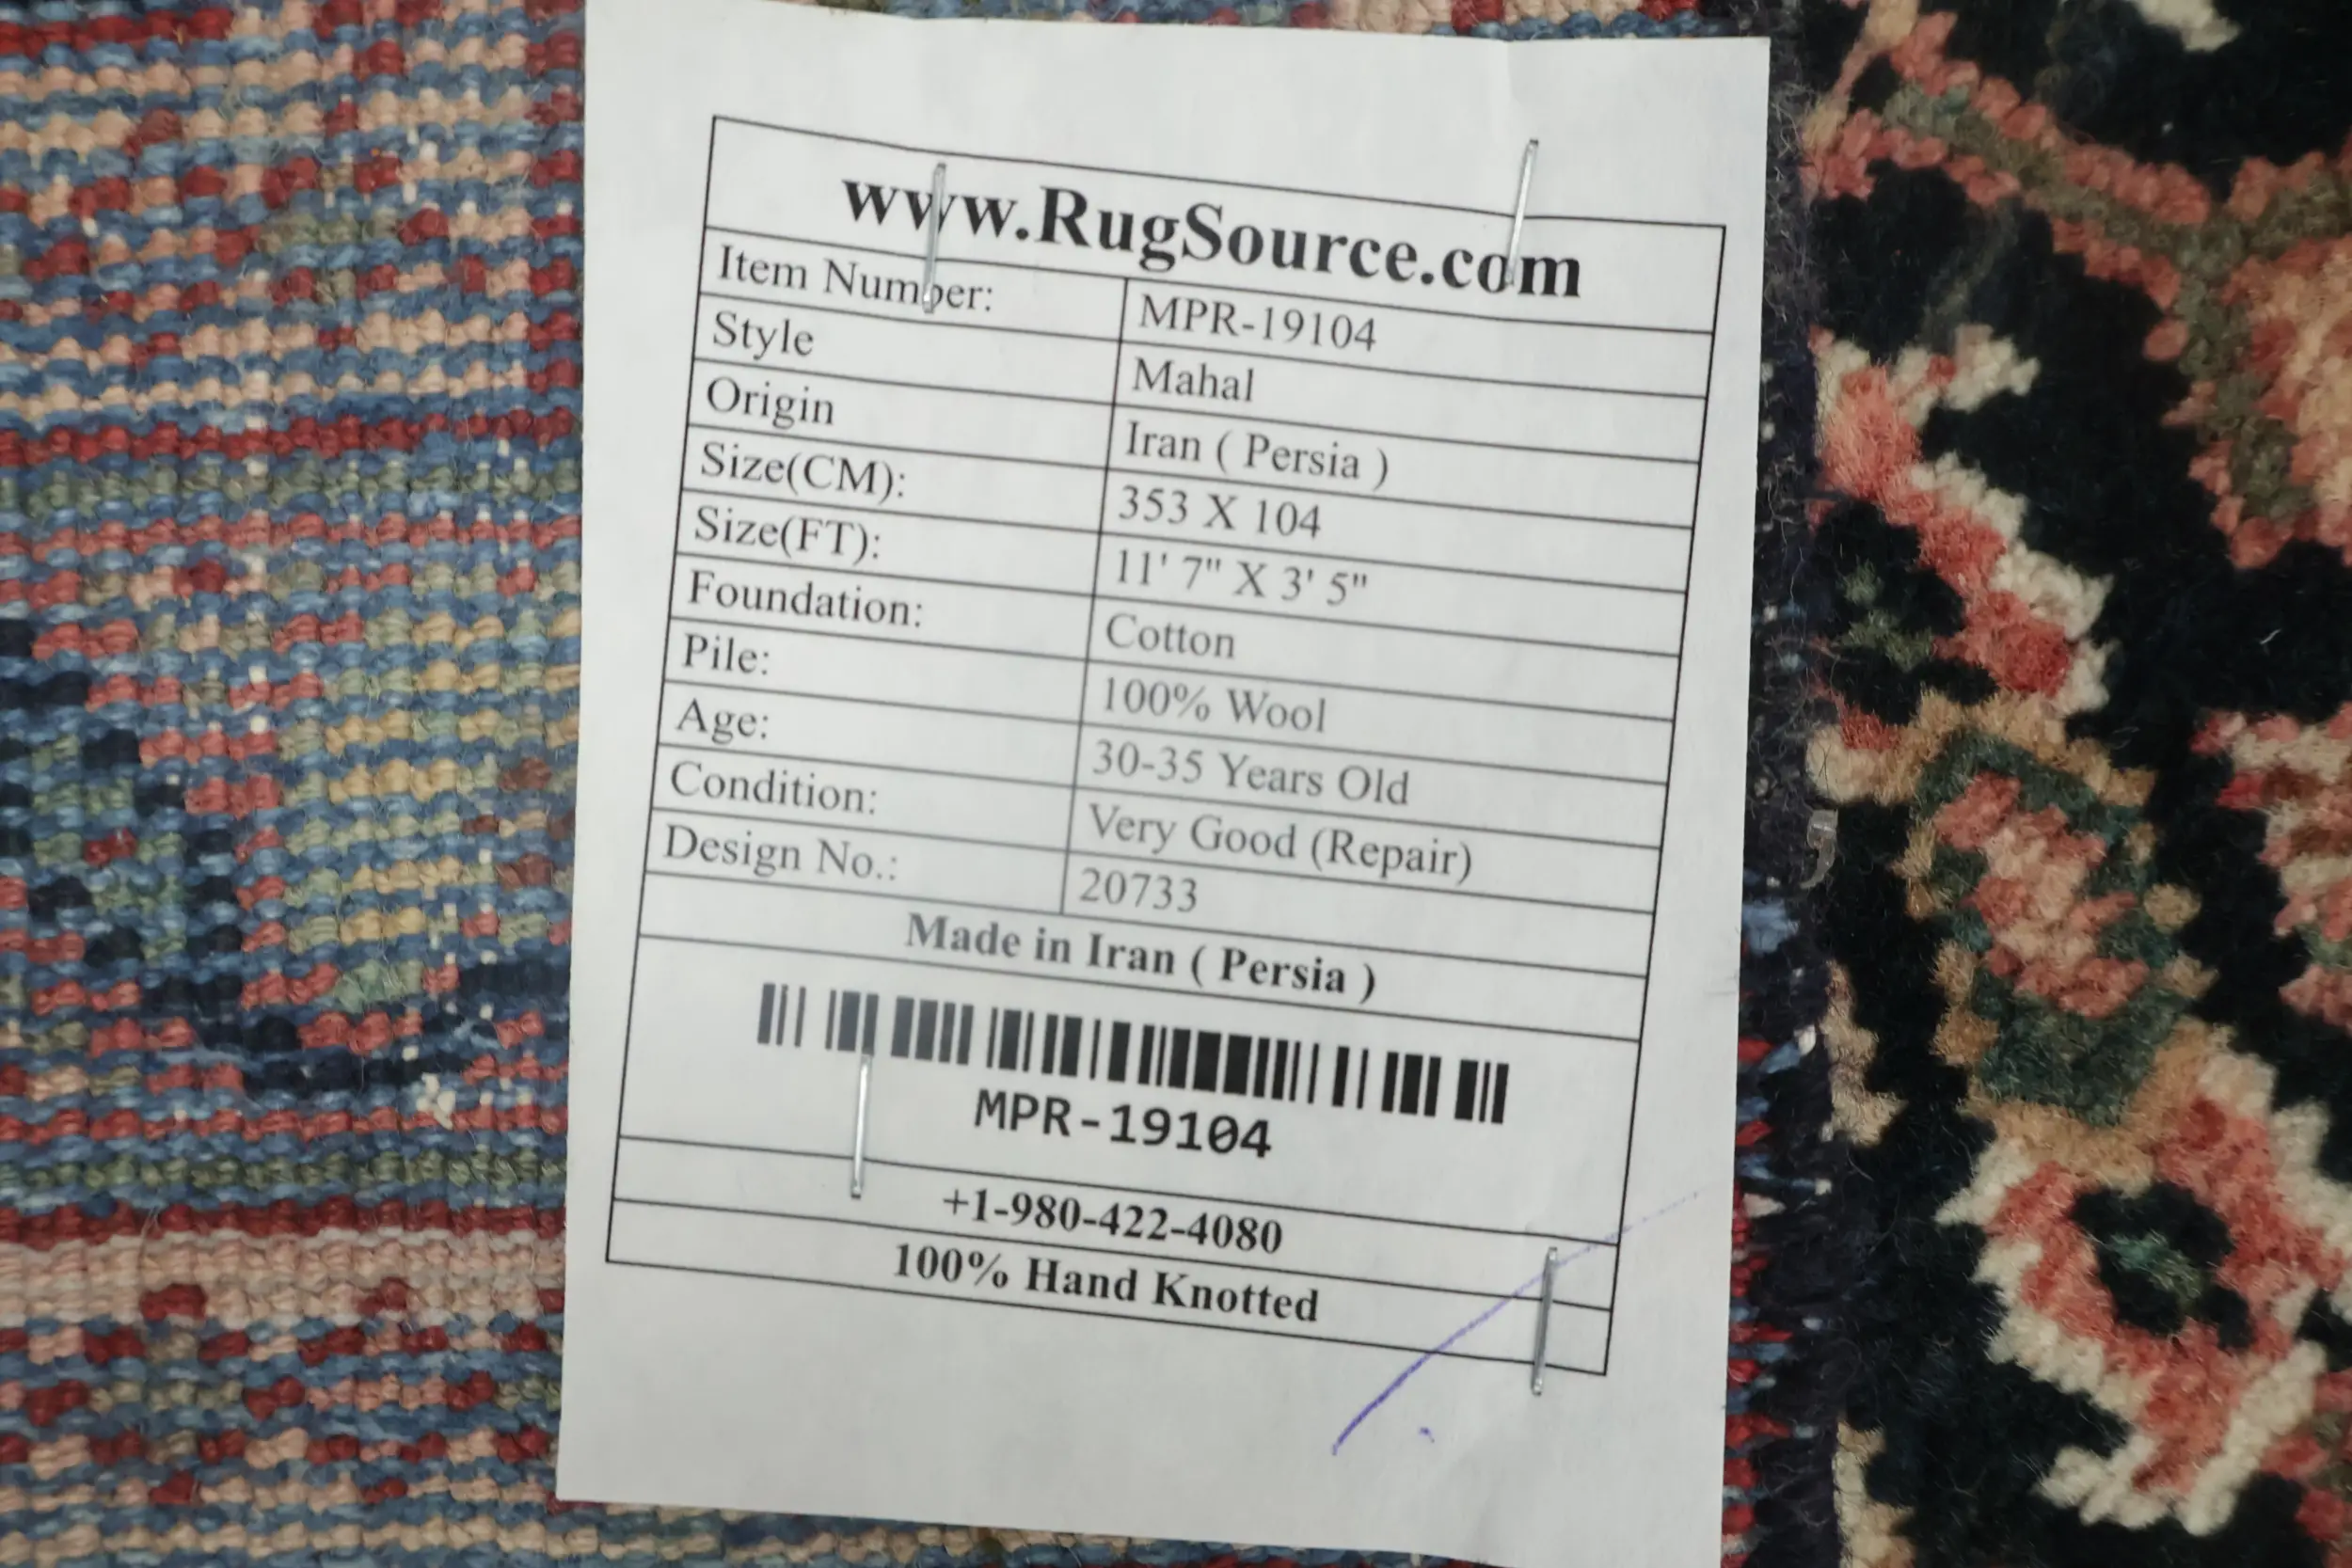 www.RugSource.com
Item Number: MPR-19104
Style Mahal
Origin Iran ( Persia )
Size(CM): 353 X 104
Size(FT): 11' 7" X 3' 5"
Foundation: Cotton
Pile: 100% Wool
Age: 30-35 Years Old
Condition: Very Good (Repair)
Design No.: 20733
Made in Iran ( Persia )
MPR-19104
+1-980-422-4080
100% Hand Knotted